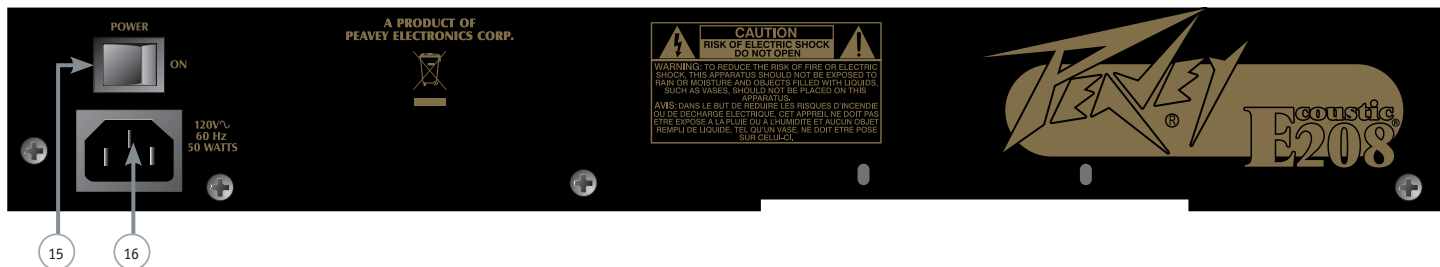 POWER
ON
120V∿
60 Hz
50 WATTS
A PRODUCT OF
PEAVEY ELECTRONICS CORP.
CAUTION
RISK OF ELECTRIC SHOCK
DO NOT OPEN
WARNING: TO REDUCE THE RISK OF FIRE OR ELECTRIC
SHOCK, THIS APPARATUS SHOULD NOT BE EXPOSED TO
RAIN OR MOISTURE AND OBJECTS FILLED WITH LIQUIDS,
SUCH AS VASES, SHOULD NOT BE PLACED ON THIS
APPARATUS.
AVIS: DANS LE BUT DE REDUIRE LES RISQUES D'INCENDIE
OU DE DECHARGE ELECTRIQUE, CET APPREIL NE DOIT PAS
ETRE EXPOSE A LA PLUIE OU A L'HUMIDITE ET AUCUN OBJET
REMPLI DE LIQUIDE, TEL QU'UN VASE, NE DOIT ETRE POSE
SUR CELUI-CI.
PEAVEY®
Ecoustic®
E208
15
16